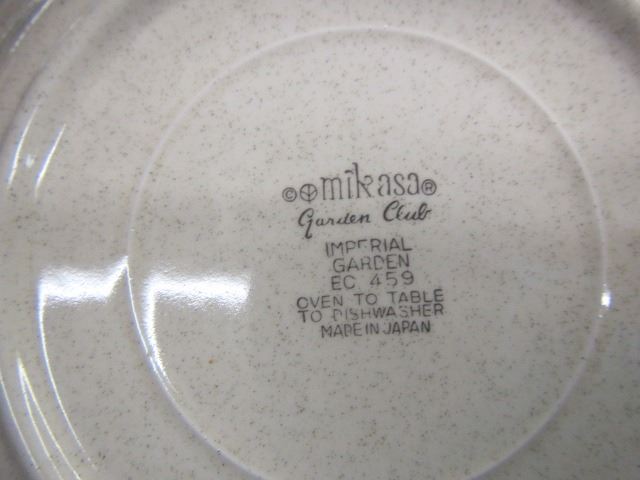 © mikasa®
Garden Club
IMPERIAL
GARDEN
EC 459
OVEN TO TABLE
TO DISHWASHER
MADE IN JAPAN